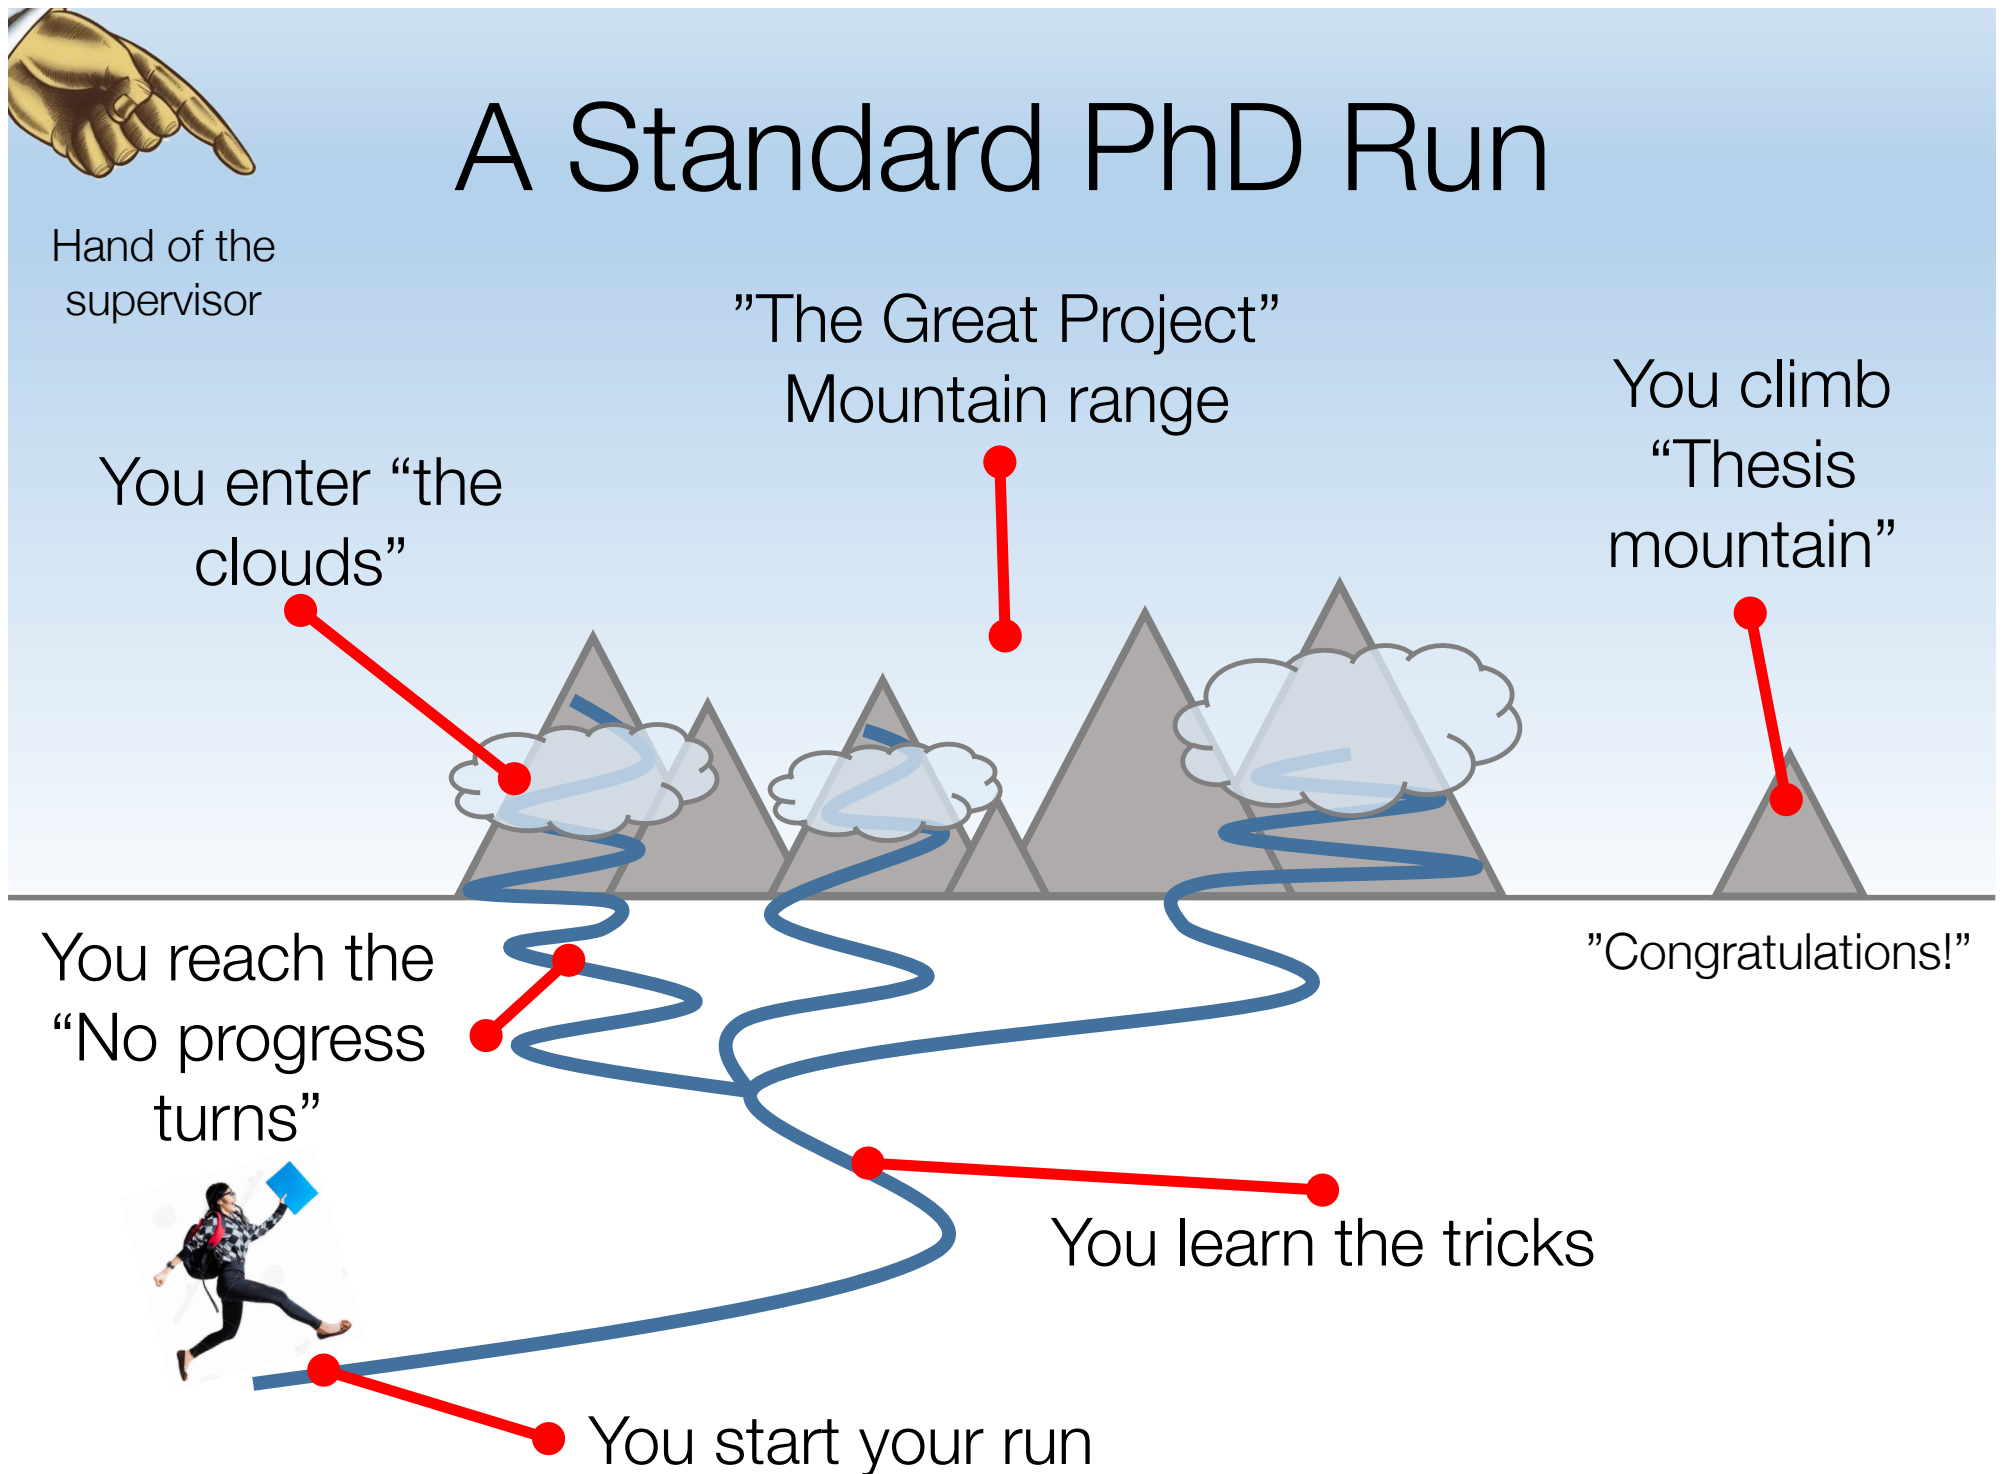 A Standard PhD Run
Hand of the
supervisor
”The Great Project”
Mountain range
You climb
“Thesis
mountain”
You enter “the
clouds”
You reach the
“No progress
turns”
”Congratulations!”
You learn the tricks
You start your run